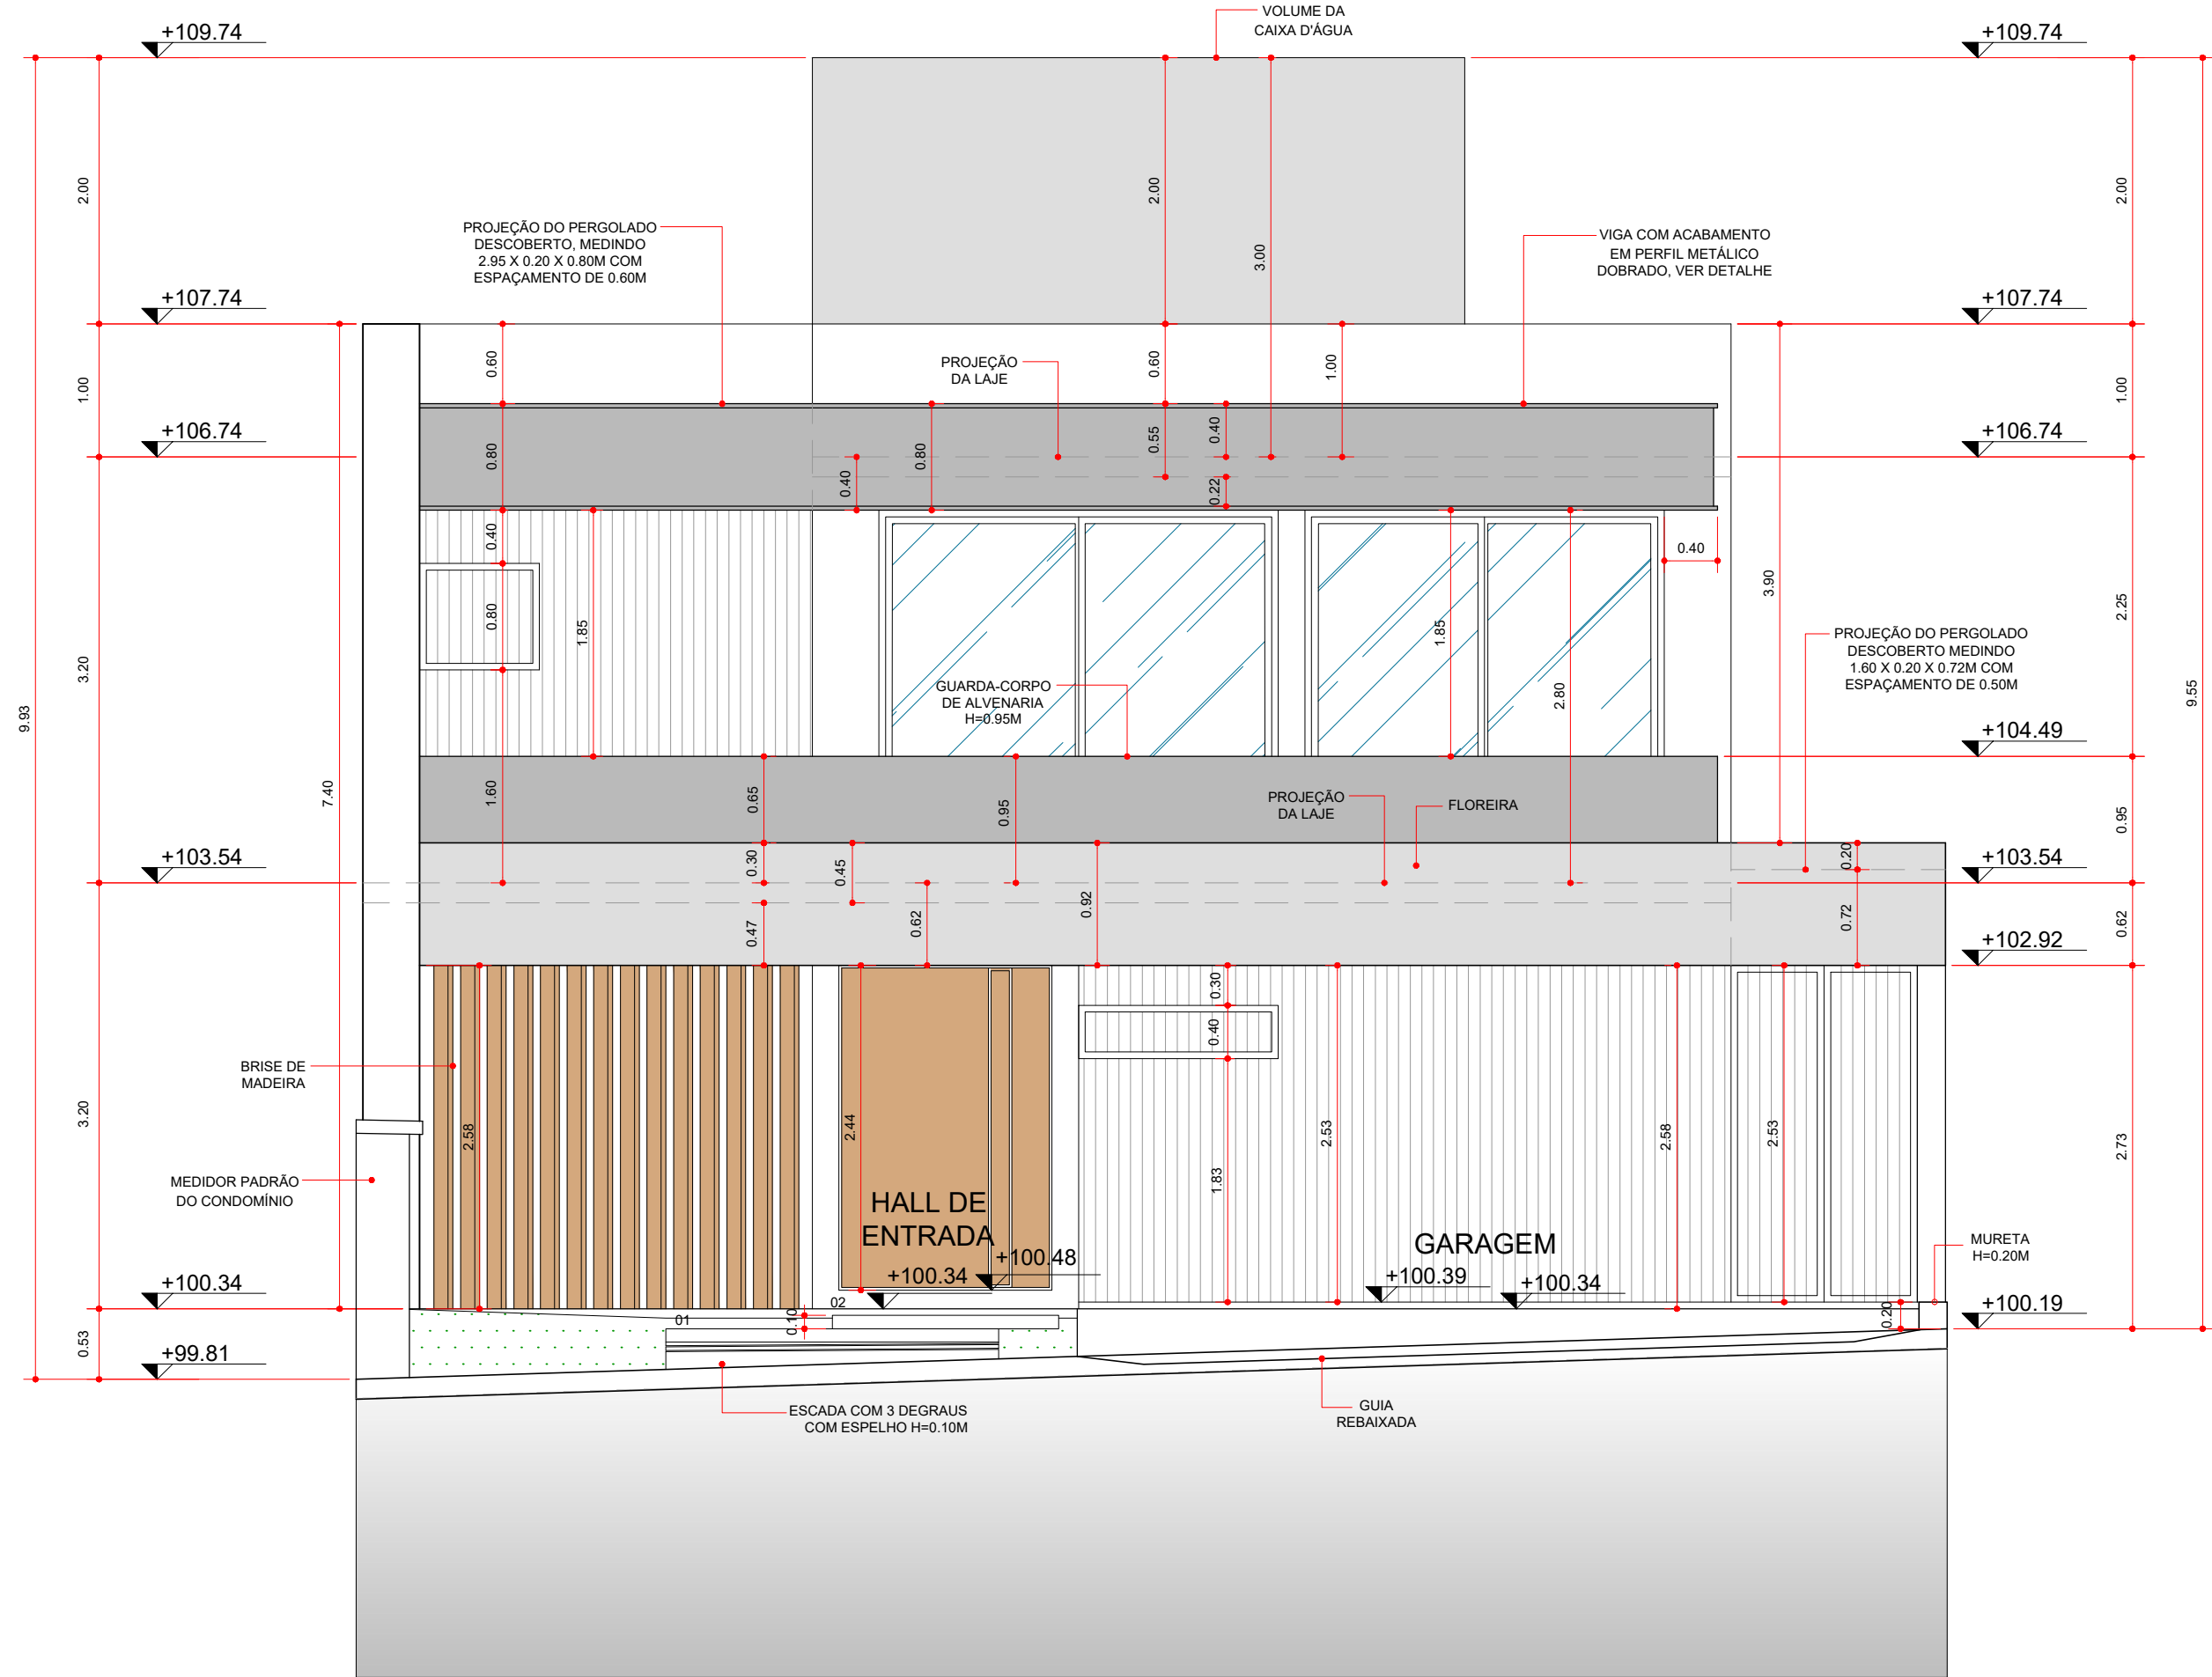 VOLUME DA
CAIXA D'ÁGUA
+109.74
+109.74
2.00
2.00
3.00
2.00
PROJEÇÃO DO PERGOLADO
DESCOBERTO, MEDINDO
2.95 X 0.20 X 0.80M COM
ESPAÇAMENTO DE 0.60M
VIGA COM ACABAMENTO
EM PERFIL METÁLICO
DOBRADO, VER DETALHE
+107.74
+107.74
1.00
0.60
PROJEÇÃO
DA LAJE
0.60
1.00
1.00
+106.74
+106.74
0.80
0.40
0.80
0.55
0.40
0.22
0.40
0.40
3.90
0.80
1.85
1.85
2.25
3.20
PROJEÇÃO DO PERGOLADO
DESCOBERTO MEDINDO
1.60 X 0.20 X 0.72M COM
ESPAÇAMENTO DE 0.50M
GUARDA-CORPO
DE ALVENARIA
H=0.95M
2.80
9.93
9.55
+104.49
7.40
1.60
0.65
0.95
PROJEÇÃO
DA LAJE
FLOREIRA
0.95
+103.54
+103.54
0.30
0.45
0.20
0.47
0.62
0.92
0.72
0.62
+102.92
0.30
0.40
BRISE DE
MADEIRA
3.20
2.58
2.44
1.83
2.53
2.58
2.53
2.73
MEDIDOR PADRÃO
DO CONDOMÍNIO
HALL DE
ENTRADA
GARAGEM
MURETA
H=0.20M
+100.34
+100.34
+100.48
+100.39
+100.34
+100.19
0.53
01
0.10
02
0.20
+99.81
ESCADA COM 3 DEGRAUS
COM ESPELHO H=0.10M
GUIA
REBAIXADA